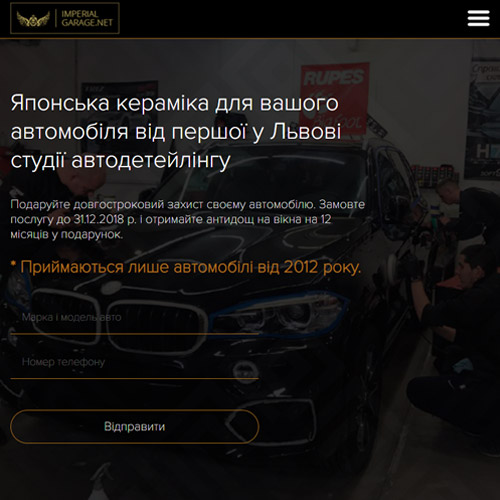 IMPERIAL
GARAGE.NET
RUPES
Японська кераміка для вашого
автомобіля від першої у Львові
студії автодетейлінгу
Подаруйте довгостроковий захист своєму автомобілю. Замовте
послугу до 31.12.2018 р. і отримайте антидощ на вікна на 12
місяців у подарунок.
* Приймаються лише автомобілі від 2012 року.
Марка і модель авто
Номер телефону
Відправити